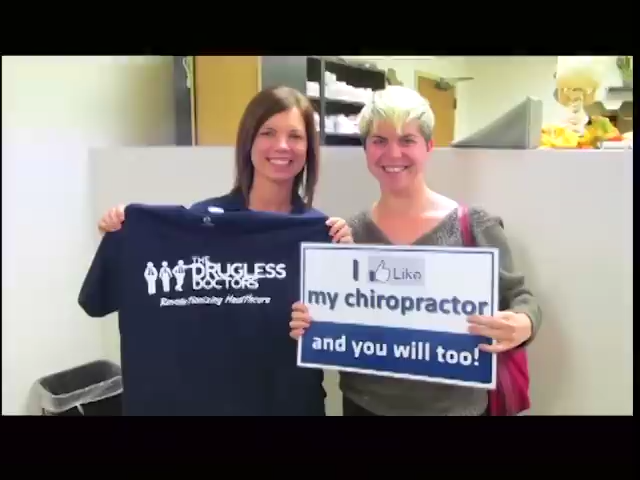 THE
DRUGLESS
DOCTORS
Revolutionizing Healthcare
I Like
my chiropractor
and you will too!